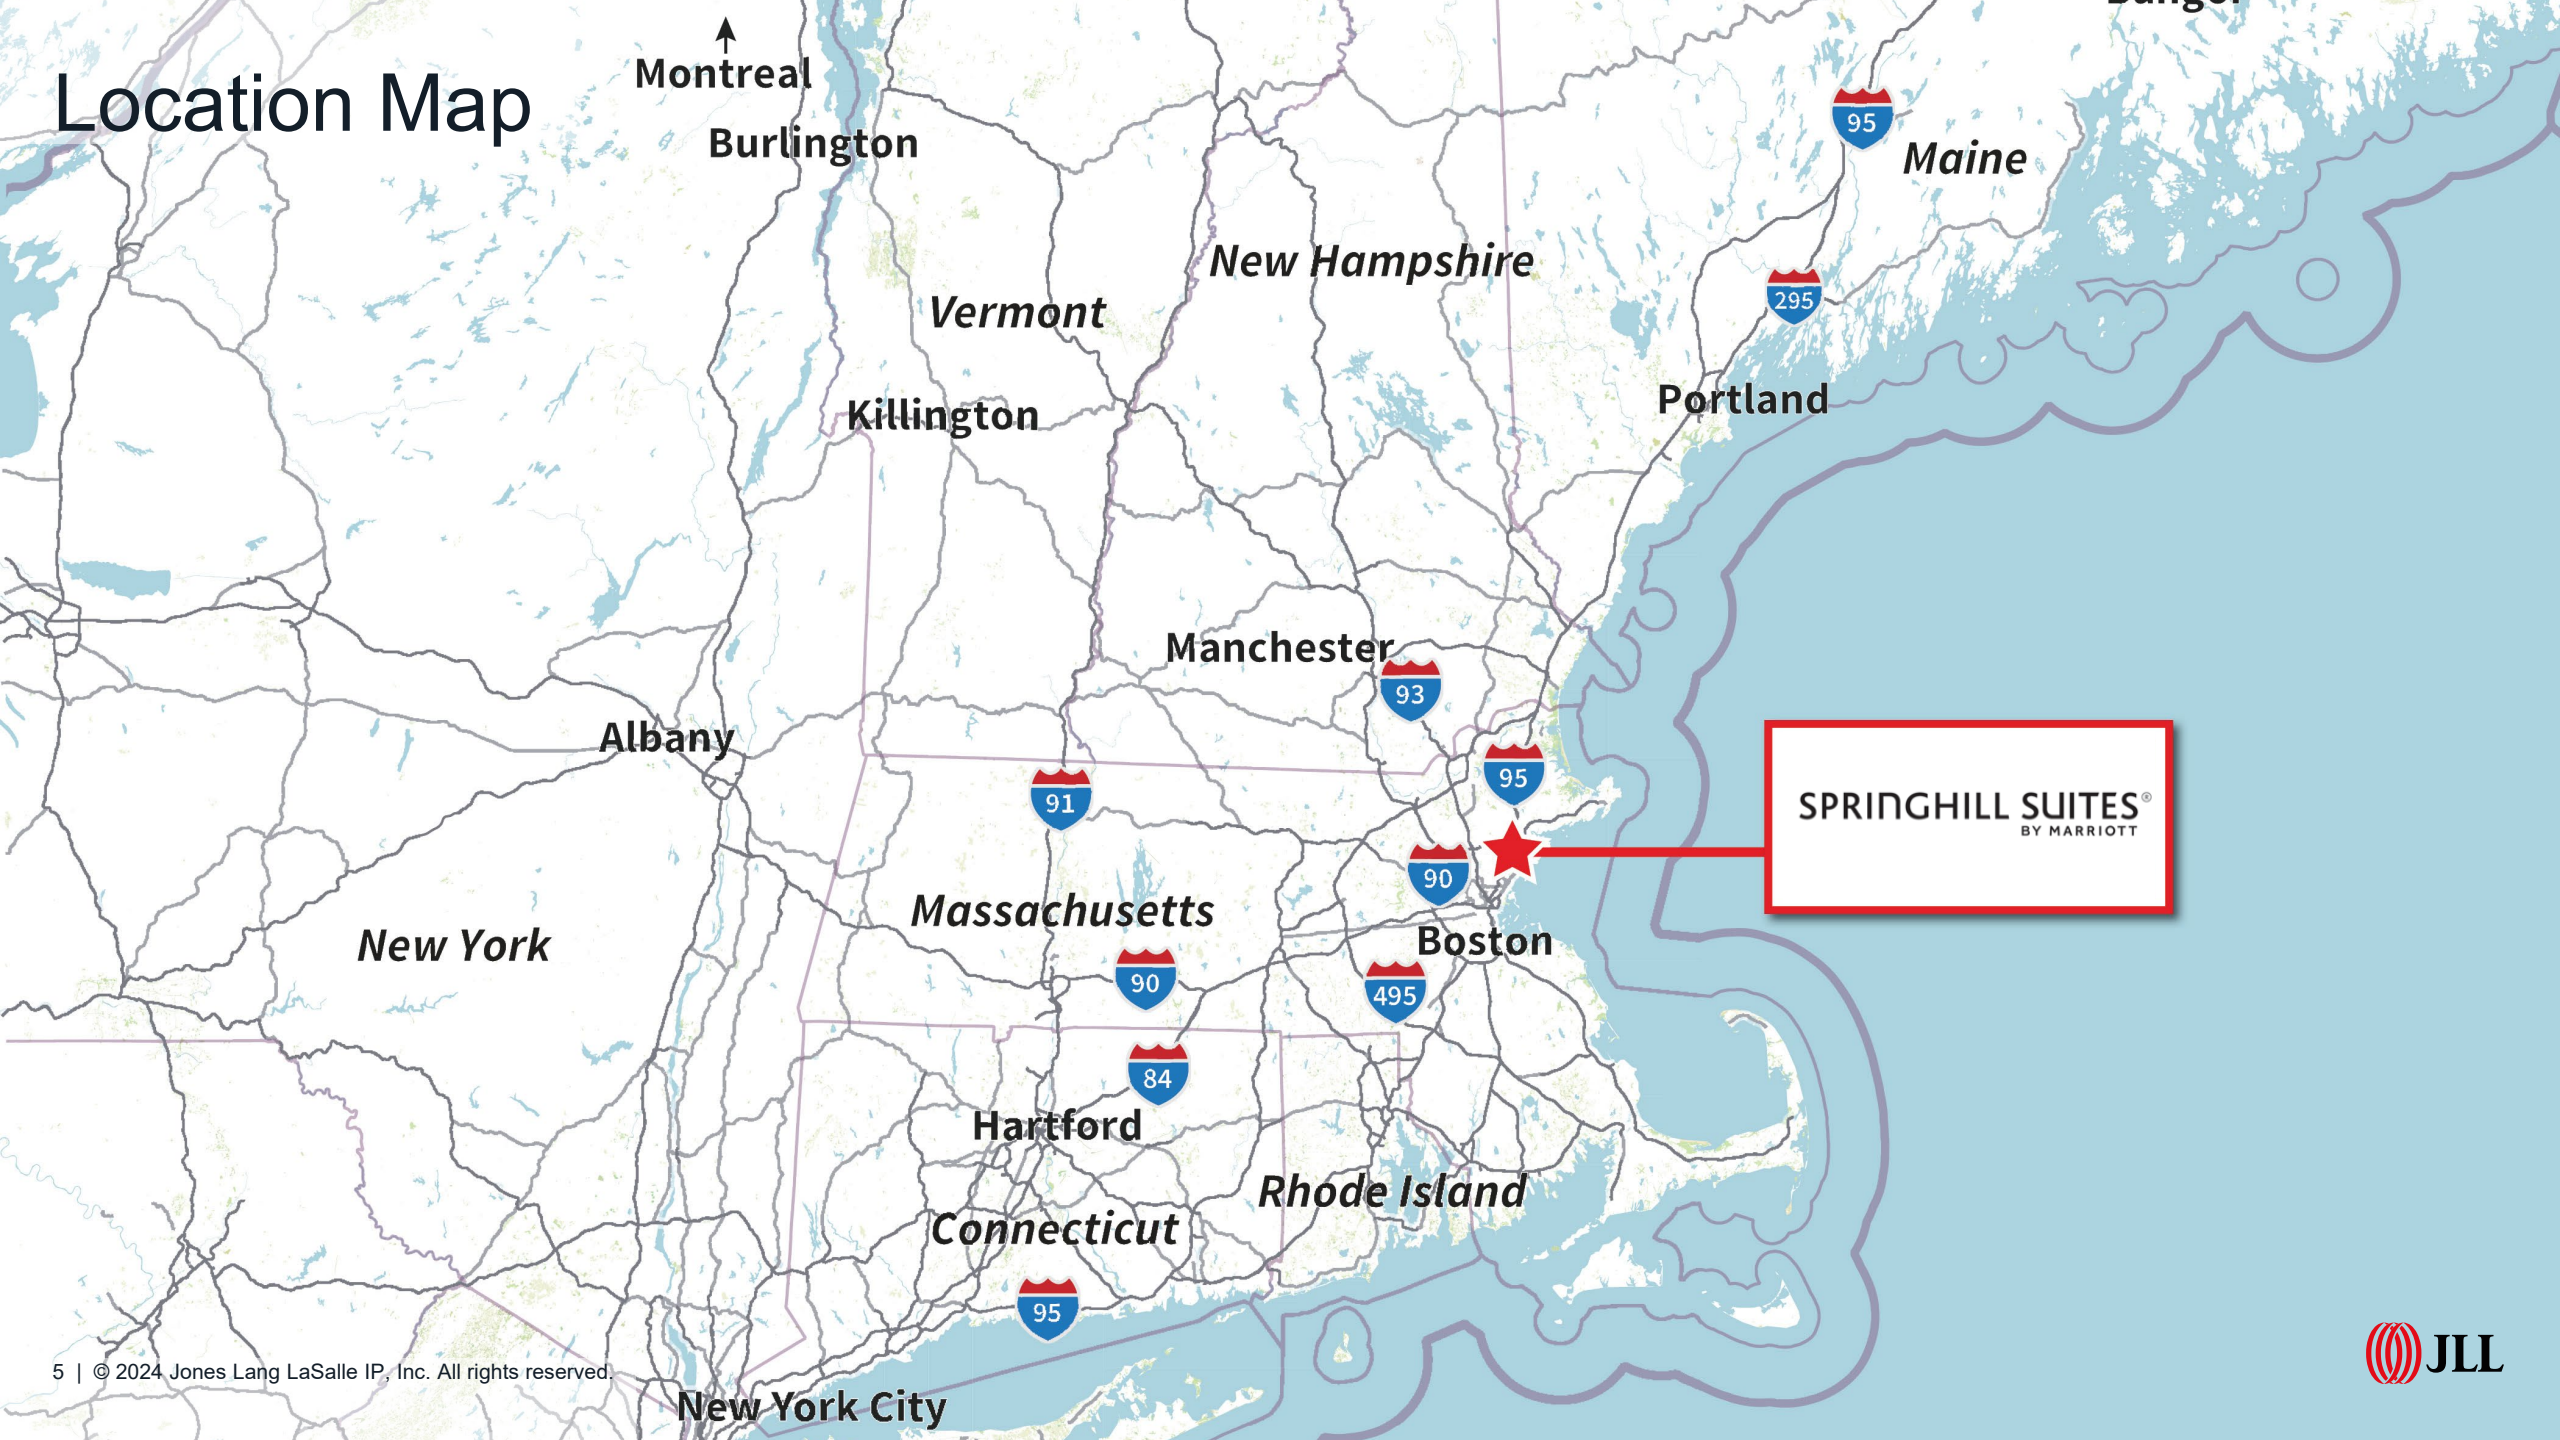 Location Map
Montreal
Burlington
95
Maine
New Hampshire
295
Vermont
Portland
Killington
Manchester
93
Albany
95
91
SPRINGHILL SUITES®
BY MARRIOTT
90
Massachusetts
New York
Boston
90
495
84
Hartford
Rhode Island
Connecticut
95
5 | © 2024 Jones Lang LaSalle IP, Inc. All rights reserved.
JLL
New York City